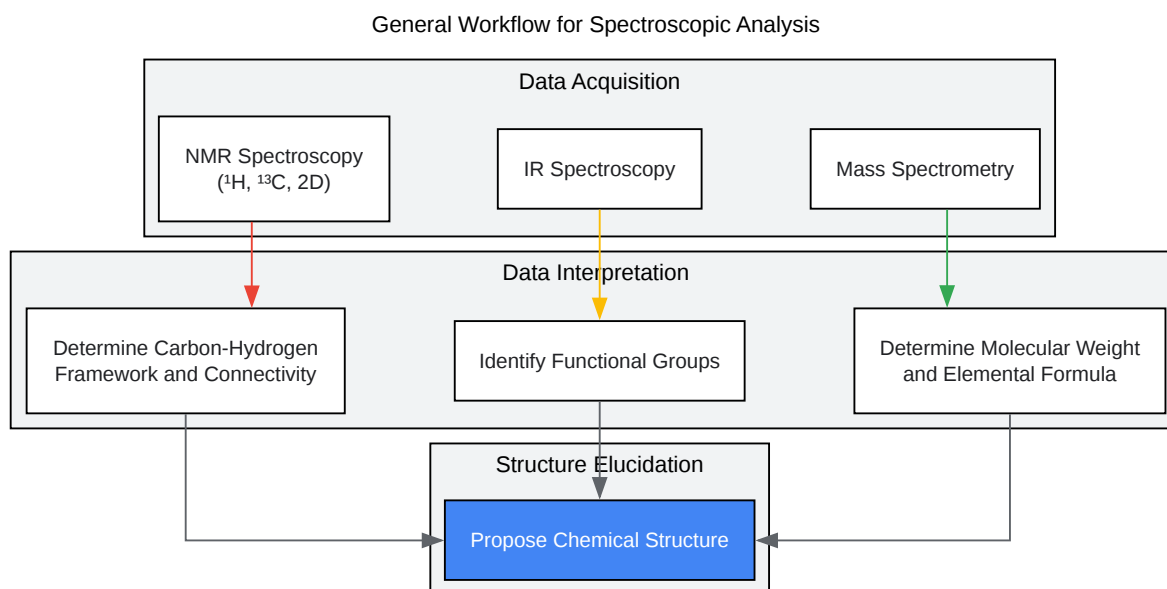 General Workflow for Spectroscopic Analysis
Data Acquisition
NMR Spectroscopy
(¹H, ¹³C, 2D)
IR Spectroscopy
Mass Spectrometry
Data Interpretation
Determine Carbon-Hydrogen
Framework and Connectivity
Identify Functional Groups
Determine Molecular Weight
and Elemental Formula
Structure Elucidation
Propose Chemical Structure